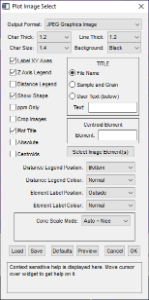 Plot Image Select
Output Format: JPEG Graphics Image
Char Thick: 1.2 Line Thick: 1.2
Char Size: 1.4 Background: Black
Label XY Axes
Z Axis Legend
Distance Legend
Show Shape
ppm Only
Crop Images
Plot Title
Absolute
Centroids
TITLE
File Name
Sample and Grain
User Text (below)
Text:
Centroid Element
Element:
Select Image Element(s)
Distance Legend Position: Bottom
Distance Legend Colour: Normal
Element Label Position: Outside
Element Label Colour: Normal
Conc Scale Mode: Auto - Nice
Load Save Defaults Preview Cancel OK
Context sensitive help is displayed here. Move cursor
over widget to get help on it